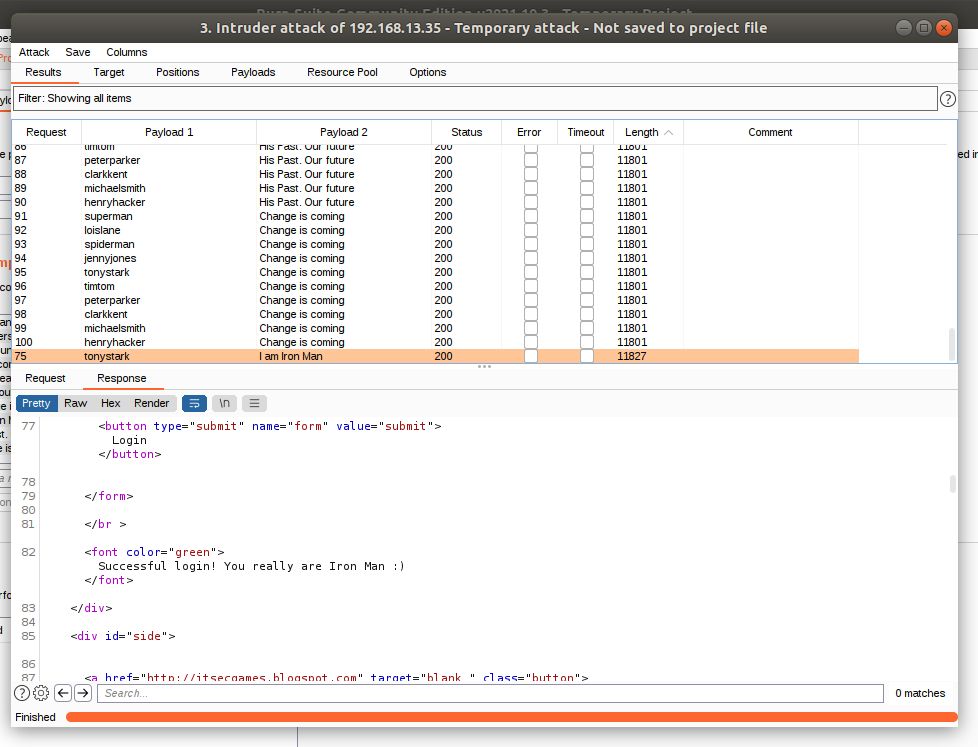 3. Intruder attack of 192.168.13.35 - Temporary attack - Not saved to project file
Attack Save Columns
Results Target Positions Payloads Resource Pool Options
Filter: Showing all items
Request Payload 1 Payload 2 Status Error Timeout Length Comment
86 timtom His Past. Our future 200 11801
87 peterparker His Past. Our future 200 11801
88 clarkkent His Past. Our future 200 11801
89 michaelsmith His Past. Our future 200 11801
90 henryhacker His Past. Our future 200 11801
91 superman Change is coming 200 11801
92 loislane Change is coming 200 11801
93 spiderman Change is coming 200 11801
94 jennyjones Change is coming 200 11801
95 tonystark Change is coming 200 11801
96 timtom Change is coming 200 11801
97 peterparker Change is coming 200 11801
98 clarkkent Change is coming 200 11801
99 michaelsmith Change is coming 200 11801
100 henryhacker Change is coming 200 11801
75 tonystark I am Iron Man 200 11827
Request Response
Pretty Raw Hex Render \n
77 <button type="submit" name="form" value="submit">
Login
</button>
78
79 </form>
80
81 </br >
82 <font color="green">
Successful login! You really are Iron Man :)
</font>
83 </div>
84
85 <div id="side">
86
87 <a href="http://itsecgames.blogspot.com" target="blank_" class="button">
Search...
0 matches
Finished